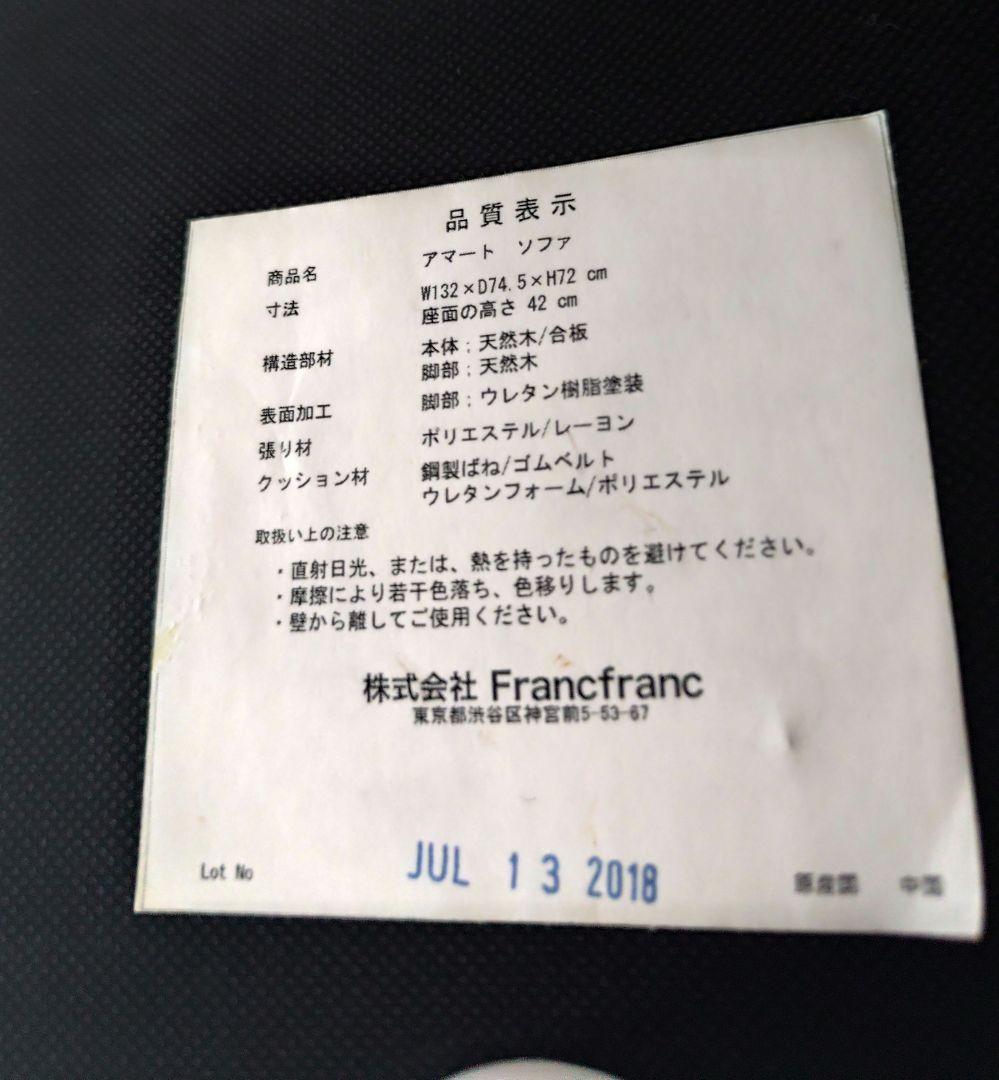 品質表示
商品名 アマート ソファ
寸法 W132×D74.5×H72 cm
座面の高さ 42 cm
構造部材 本体:天然木/合板
脚部:天然木
表面加工 脚部:ウレタン樹脂塗装
張り材 ポリエステル/レーヨン
クッション材 鋼製ばね/ゴムベルト
ウレタンフォーム/ポリエステル
取扱い上の注意
・直射日光、または、熱を持ったものを避けてください。
・摩擦により若干色落ち、色移りします。
・壁から離してご使用ください。
株式会社 Francfranc
東京都渋谷区神宮前5-53-67
Lot No JUL 13 2018 原産国 中国